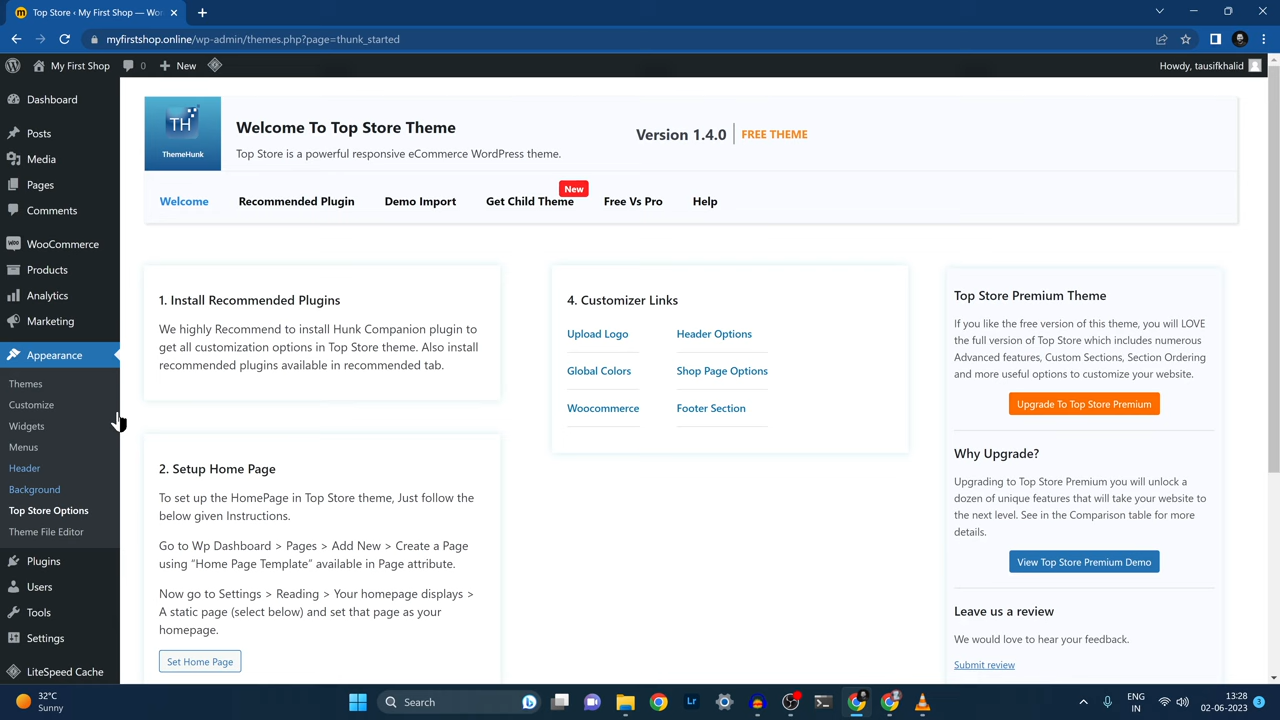 Top Store ‹ My First Shop — Wo
myfirstshop.online/wp-admin/themes.php?page=thunk_started
My First Shop
0
New
Howdy, tausifkhalid
Dashboard
Posts
Media
Pages
Comments
WooCommerce
Products
Analytics
Marketing
Appearance
Themes
Customize
Widgets
Menus
Header
Background
Top Store Options
Theme File Editor
Plugins
Users
Tools
Settings
LiteSpeed Cache
TH
ThemeHunk
Welcome To Top Store Theme
Top Store is a powerful responsive eCommerce WordPress theme.
Version 1.4.0
FREE THEME
Welcome
Recommended Plugin
Demo Import
Get Child Theme
New
Free Vs Pro
Help
1. Install Recommended Plugins
We highly Recommend to install Hunk Companion plugin to
get all customization options in Top Store theme. Also install
recommended plugins available in recommended tab.
2. Setup Home Page
To set up the HomePage in Top Store theme, Just follow the
below given Instructions.
Go to Wp Dashboard > Pages > Add New > Create a Page
using “Home Page Template” available in Page attribute.
Now go to Settings > Reading > Your homepage displays >
A static page (select below) and set that page as your
homepage.
Set Home Page
4. Customizer Links
Upload Logo
Header Options
Global Colors
Shop Page Options
Woocommerce
Footer Section
Top Store Premium Theme
If you like the free version of this theme, you will LOVE
the full version of Top Store which includes numerous
Advanced features, Custom Sections, Section Ordering
and more useful options to customize your website.
Upgrade To Top Store Premium
Why Upgrade?
Upgrading to Top Store Premium you will unlock a
dozen of unique features that will take your website to
the next level. See in the Comparison table for more
details.
View Top Store Premium Demo
Leave us a review
We would love to hear your feedback.
Submit review
32°C
Sunny
Search
Lr
ENG
IN
13:28
02-06-2023
3